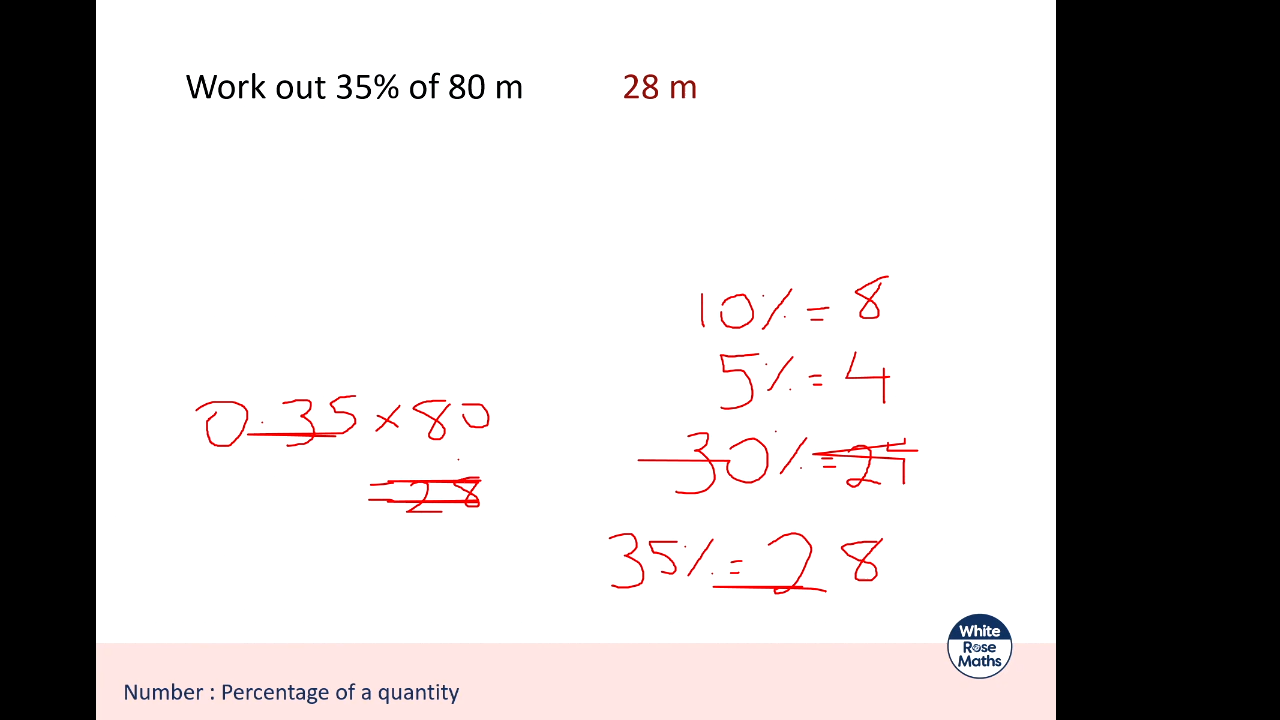 Work out 35% of 80 m 28 m
10% = 8
5% = 4
0.35 × 80
30% = 24
= 28
35% = 28
White
Rose
Maths
Number : Percentage of a quantity